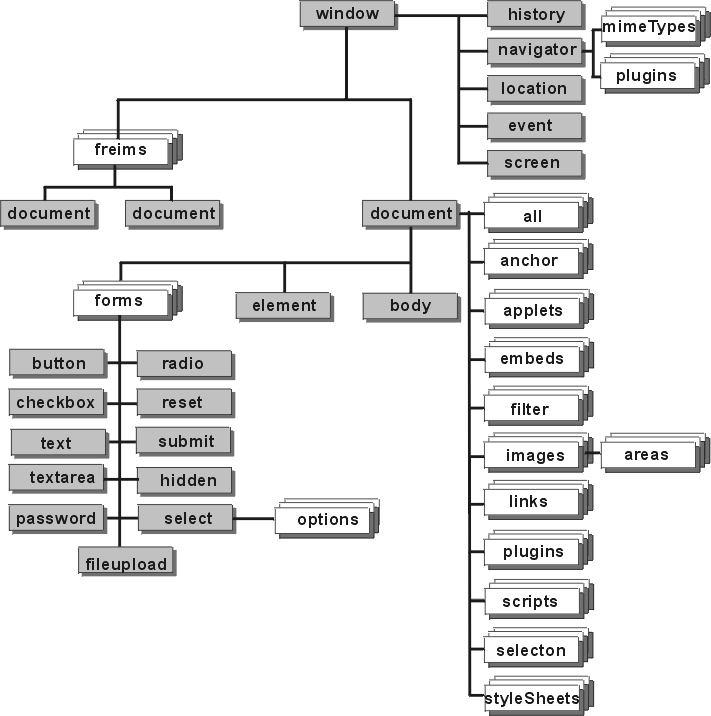 window
history
navigator
mimeTypes
plugins
location
event
screen
freims
document
document
document
all
anchor
applets
embeds
filter
images
areas
links
plugins
scripts
selecton
styleSheets
forms
element
body
button
radio
checkbox
reset
text
submit
textarea
hidden
password
select
options
fileupload